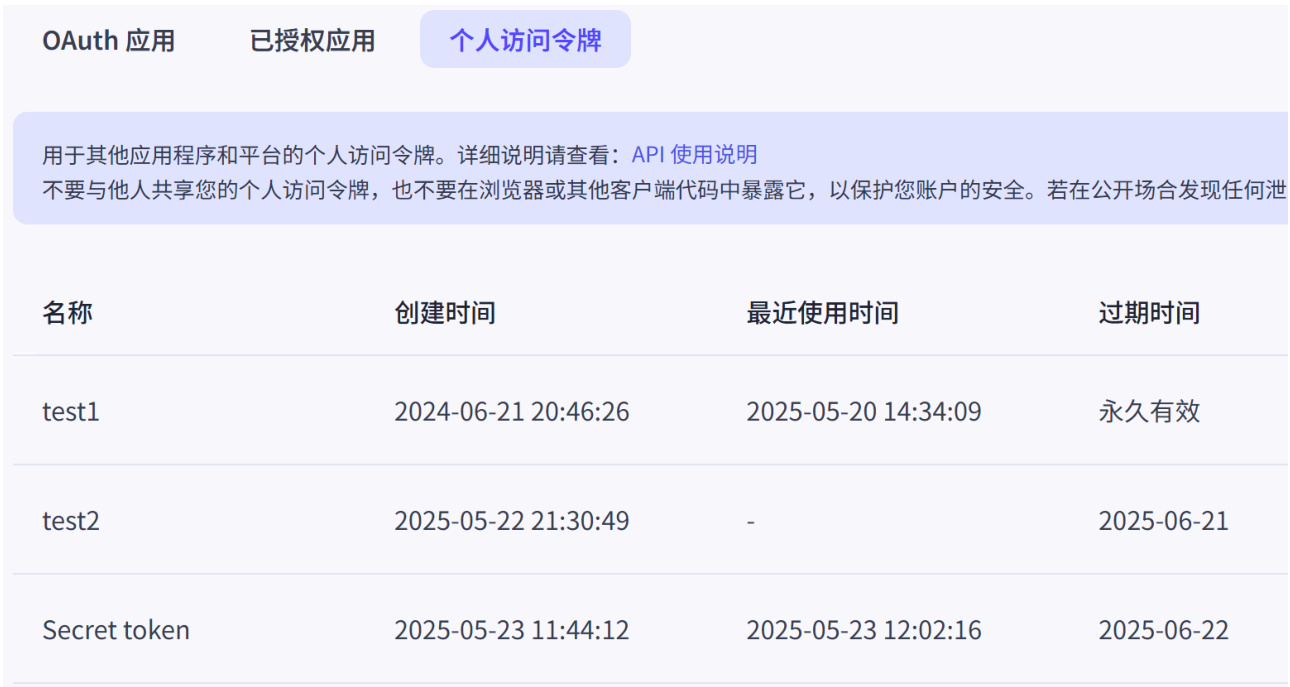 OAuth 应用 已授权应用 个人访问令牌
用于其他应用程序和平台的个人访问令牌。详细说明请查看：API 使用说明
不要与他人共享您的个人访问令牌，也不要在浏览器或其他客户端代码中暴露它，以保护您账户的安全。若在公开场合发现任何泄
名称 创建时间 最近使用时间 过期时间
test1 2024-06-21 20:46:26 2025-05-20 14:34:09 永久有效
test2 2025-05-22 21:30:49 - 2025-06-21
Secret token 2025-05-23 11:44:12 2025-05-23 12:02:16 2025-06-22